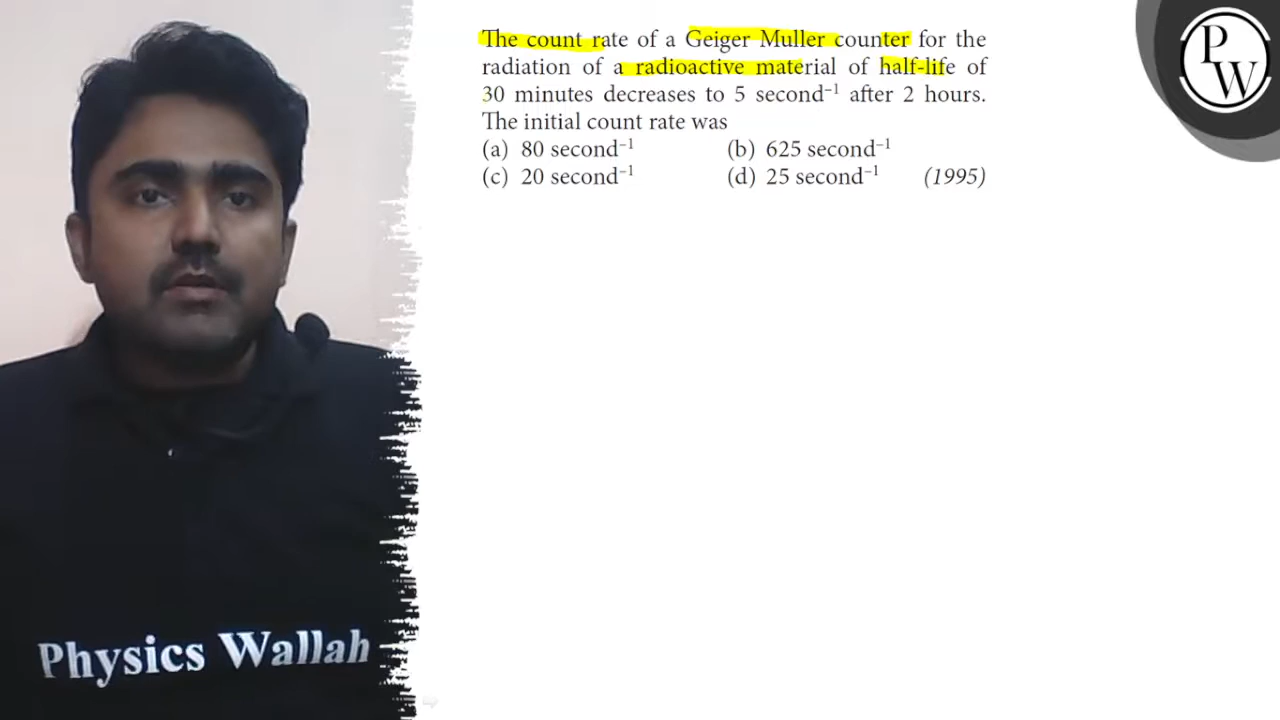 The count rate of a Geiger Muller counter for the
radiation of a radioactive material of half-life of
30 minutes decreases to 5 second⁻¹ after 2 hours.
The initial count rate was
(a) 80 second⁻¹ (b) 625 second⁻¹
(c) 20 second⁻¹ (d) 25 second⁻¹ (1995)
PW
Physics Wallah